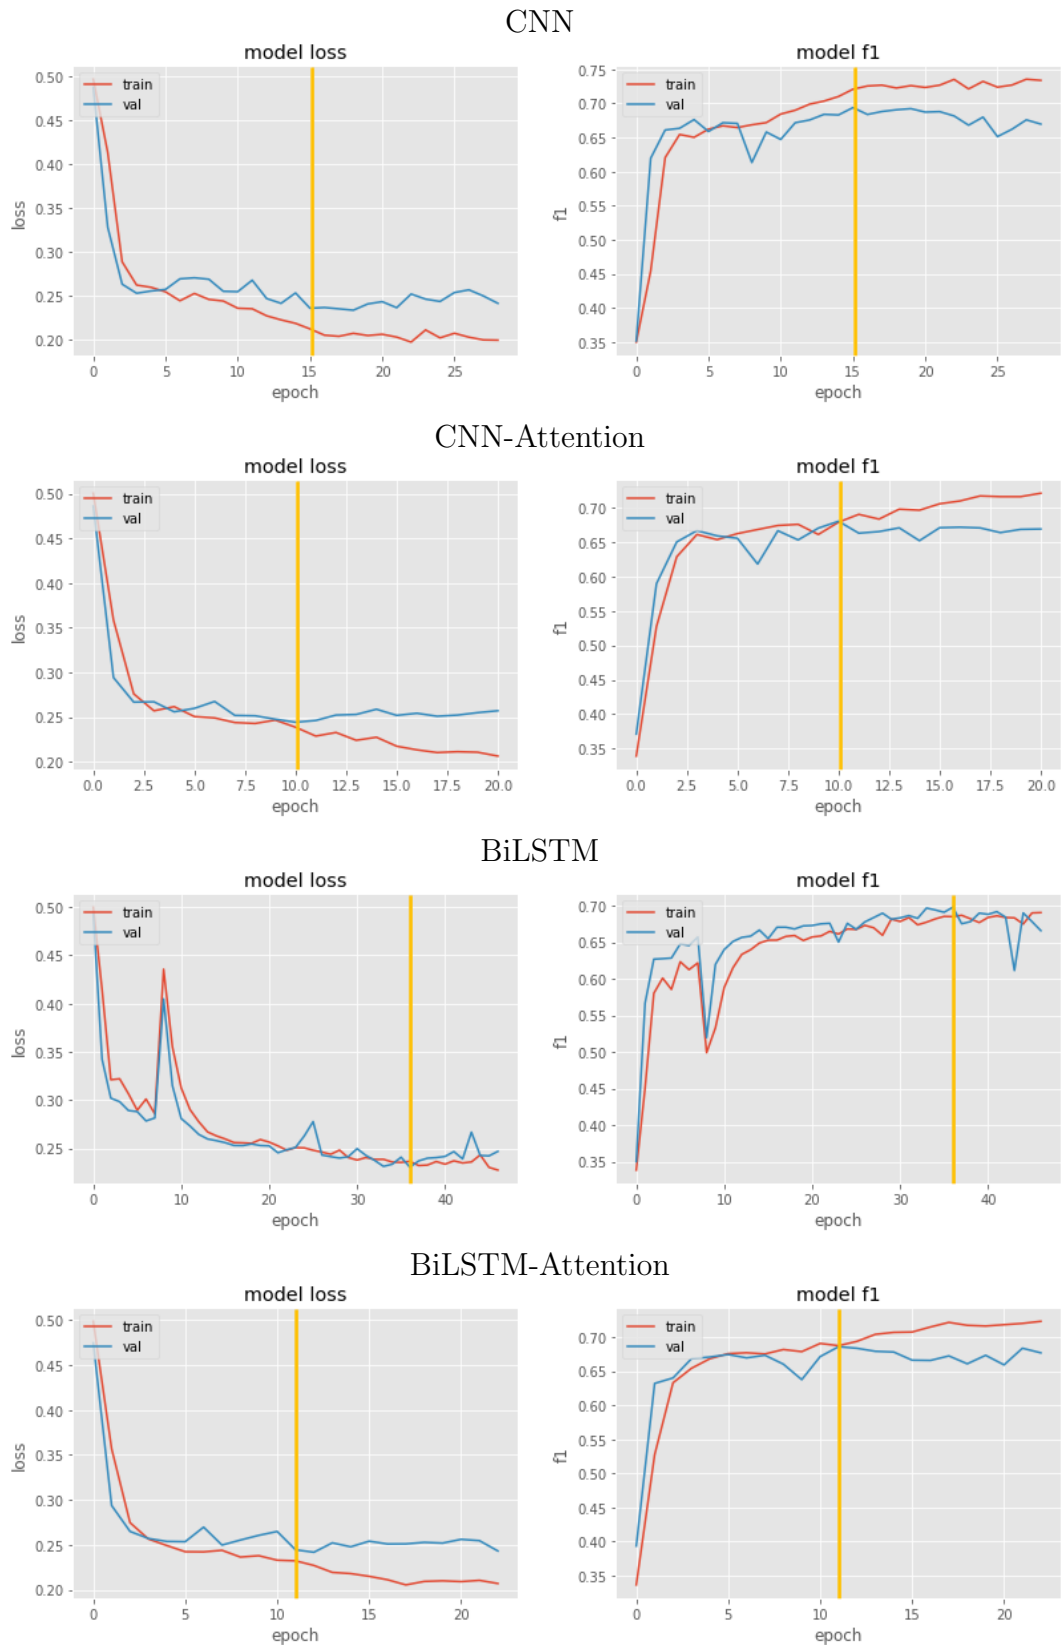 CNN
model loss
model f1
train
val
train
val
0.50
0.45
0.40
0.35
0.30
0.25
0.20
0.75
0.70
0.65
0.60
0.55
0.50
0.45
0.40
0.35
loss
f1
0 5 10 15 20 25
0 5 10 15 20 25
epoch
epoch
CNN-Attention
model loss
model f1
train
val
train
val
0.50
0.45
0.40
0.35
0.30
0.25
0.20
0.70
0.65
0.60
0.55
0.50
0.45
0.40
0.35
loss
f1
0.0 2.5 5.0 7.5 10.0 12.5 15.0 17.5 20.0
0.0 2.5 5.0 7.5 10.0 12.5 15.0 17.5 20.0
epoch
epoch
BiLSTM
model loss
model f1
train
val
train
val
0.50
0.45
0.40
0.35
0.30
0.25
0.70
0.65
0.60
0.55
0.50
0.45
0.40
0.35
loss
f1
0 10 20 30 40
0 10 20 30 40
epoch
epoch
BiLSTM-Attention
model loss
model f1
train
val
train
val
0.50
0.45
0.40
0.35
0.30
0.25
0.20
0.70
0.65
0.60
0.55
0.50
0.45
0.40
0.35
loss
f1
0 5 10 15 20
0 5 10 15 20
epoch
epoch